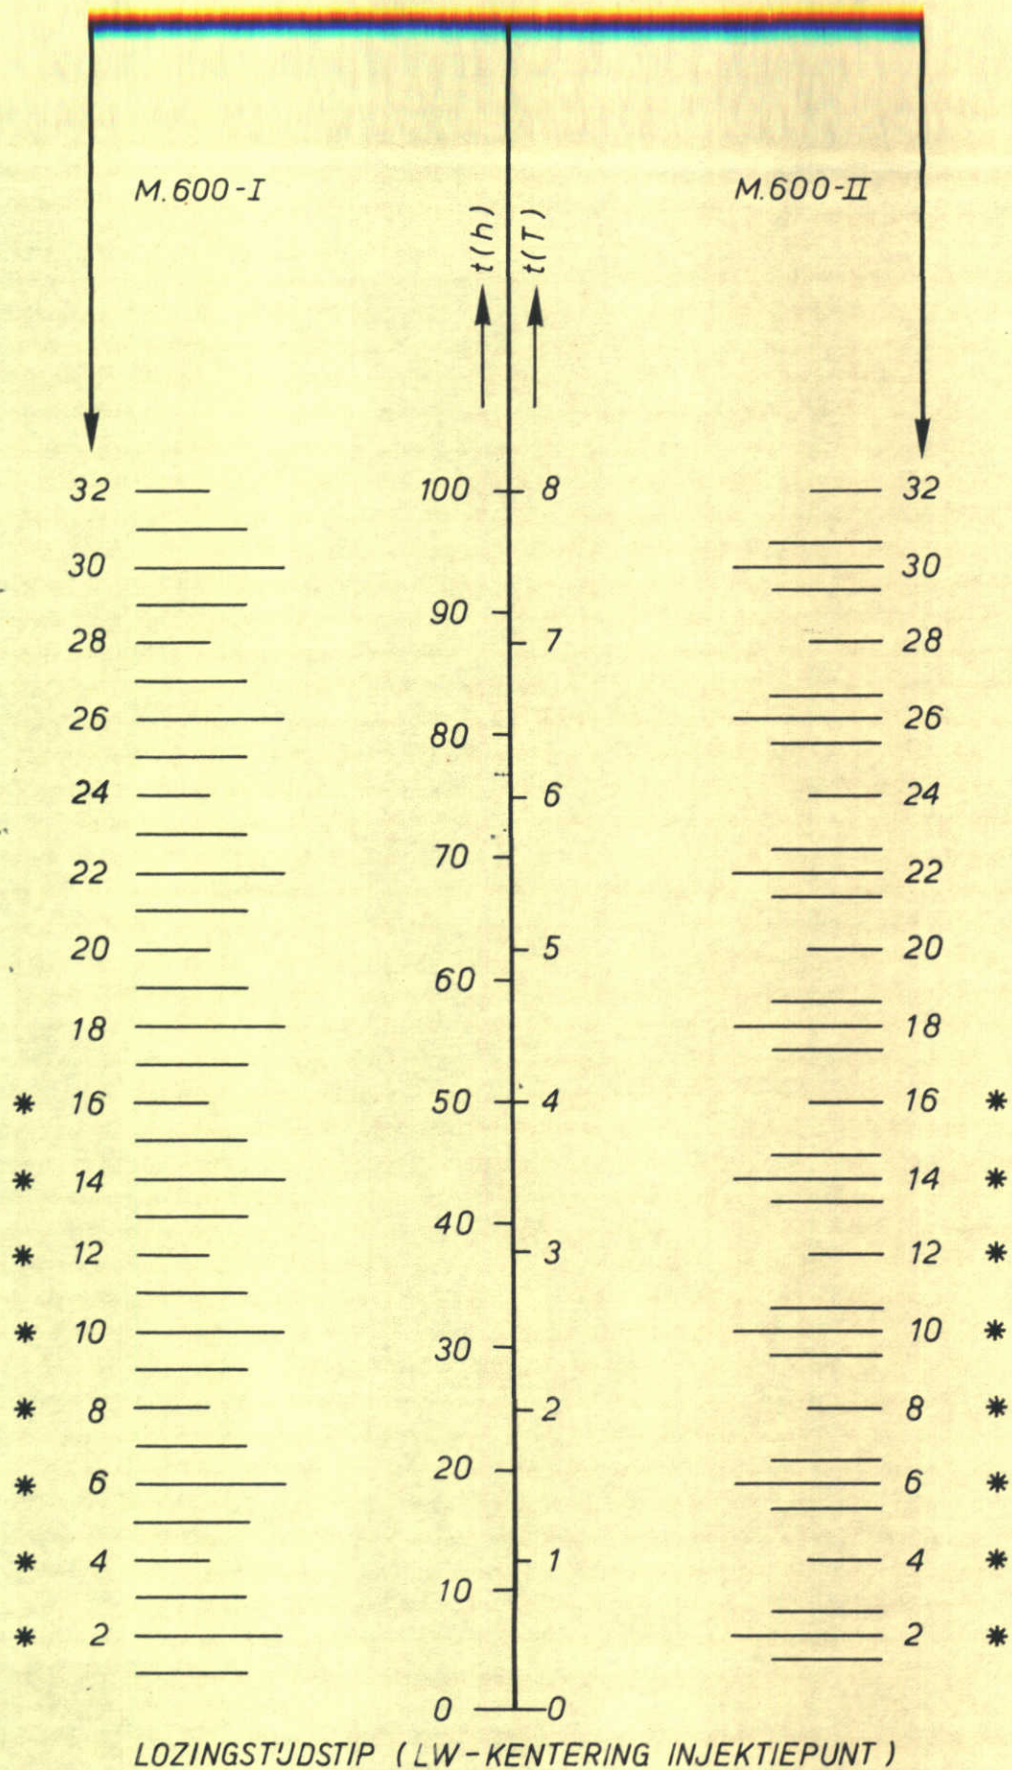 M.600-I M.600-II
t(h) t(T)
32 100 8 32
30 30
90
28 7 28
26 26
80
24 6 24
70
22 22
20 5 20
60
18 18
* 16 50 4 16 *
* 14 14 *
40
* 12 3 12 *
* 10 10 *
30
* 8 2 8 *
20
* 6 6 *
* 4 1 4 *
10
* 2 2 *
0 0
LOZINGSTIJDSTIP (LW-KENTERING INJEKTIEPUNT)